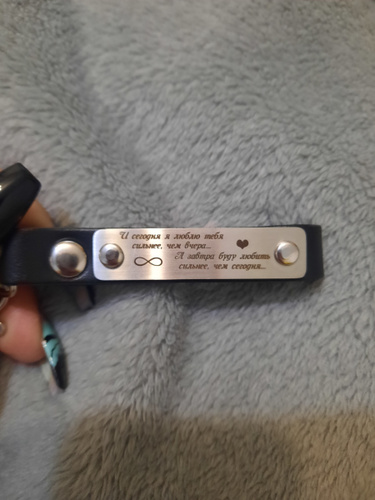 И сегодня я люблю тебя
сильнее, чем вчера...
А завтра буду любить
сильнее, чем сегодня...